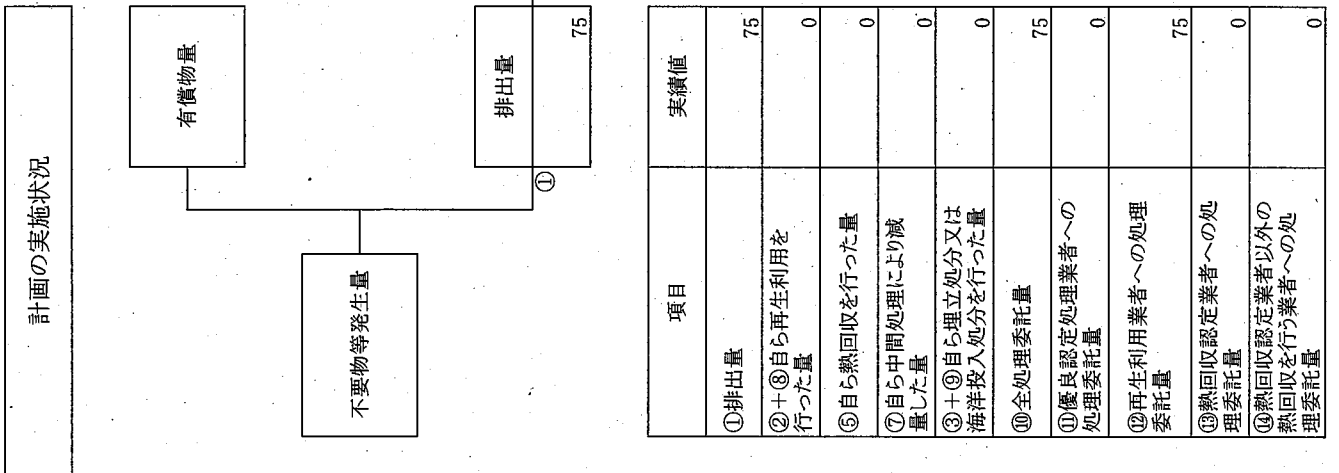 計画の実施状況
不要物等発生量
有償物量
①
排出量
75
項目
実績値
①排出量
75
②+⑧自ら再生利用を
行った量
0
⑤自ら熱回収を行った量
0
⑦自ら中間処理により減
量した量
0
③+⑨自ら埋立処分又は
海洋投入処分を行った量
0
⑩全処理委託量
75
⑪優良認定処理業者への
処理委託量
0
⑫再生利用業者への処理
委託量
75
⑬熱回収認定業者への処
理委託量
0
⑭熱回収認定業者以外の
熱回収を行う業者への処
理委託量
0